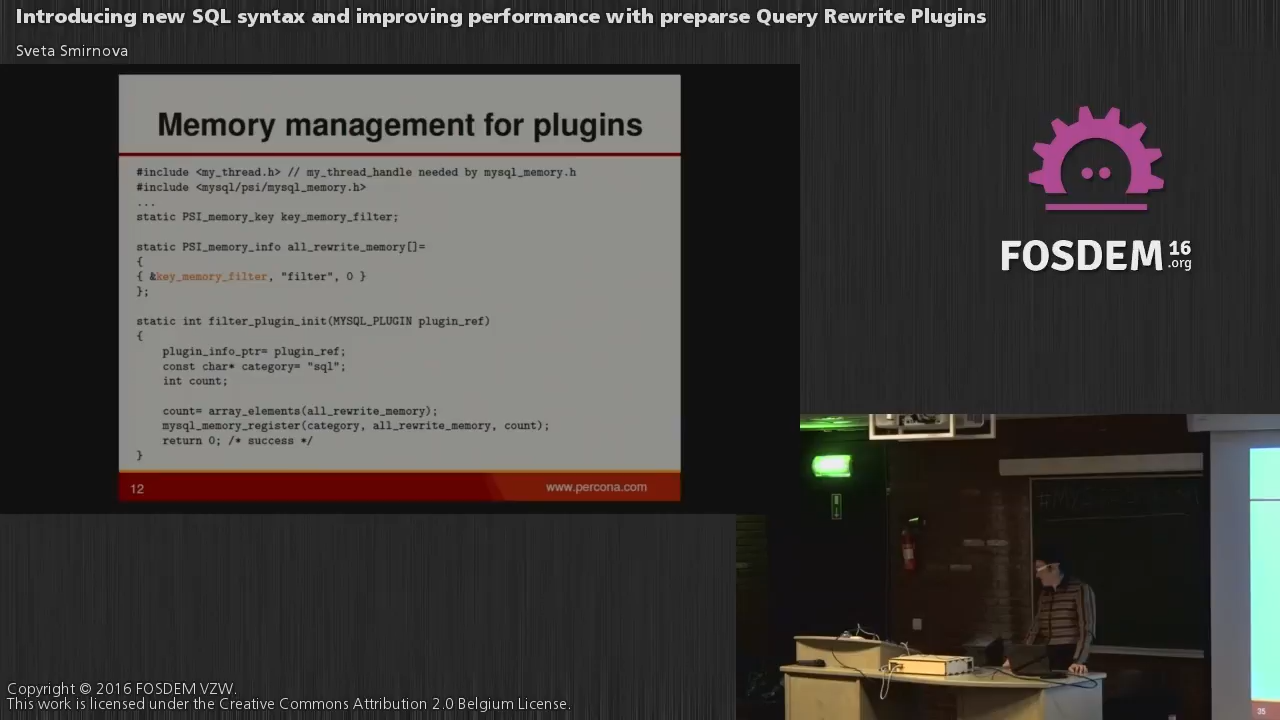 Introducing new SQL syntax and improving performance with preparse Query Rewrite Plugins
Sveta Smirnova
Memory management for plugins
#include <my_thread.h> // my_thread_handle needed by mysql_memory.h
#include <mysql/psi/mysql_memory.h>
...
static PSI_memory_key key_memory_filter;
static PSI_memory_info all_rewrite_memory[]=
{
{ &key_memory_filter, "filter", 0 }
};
static int filter_plugin_init(MYSQL_PLUGIN plugin_ref)
{
plugin_info_ptr= plugin_ref;
const char* category= "sql";
int count;
count= array_elements(all_rewrite_memory);
mysql_memory_register(category, all_rewrite_memory, count);
return 0; /* success */
}
12
www.percona.com
FOSDEM 16
.org
35
Copyright © 2016 FOSDEM VZW.
This work is licensed under the Creative Commons Attribution 2.0 Belgium License.